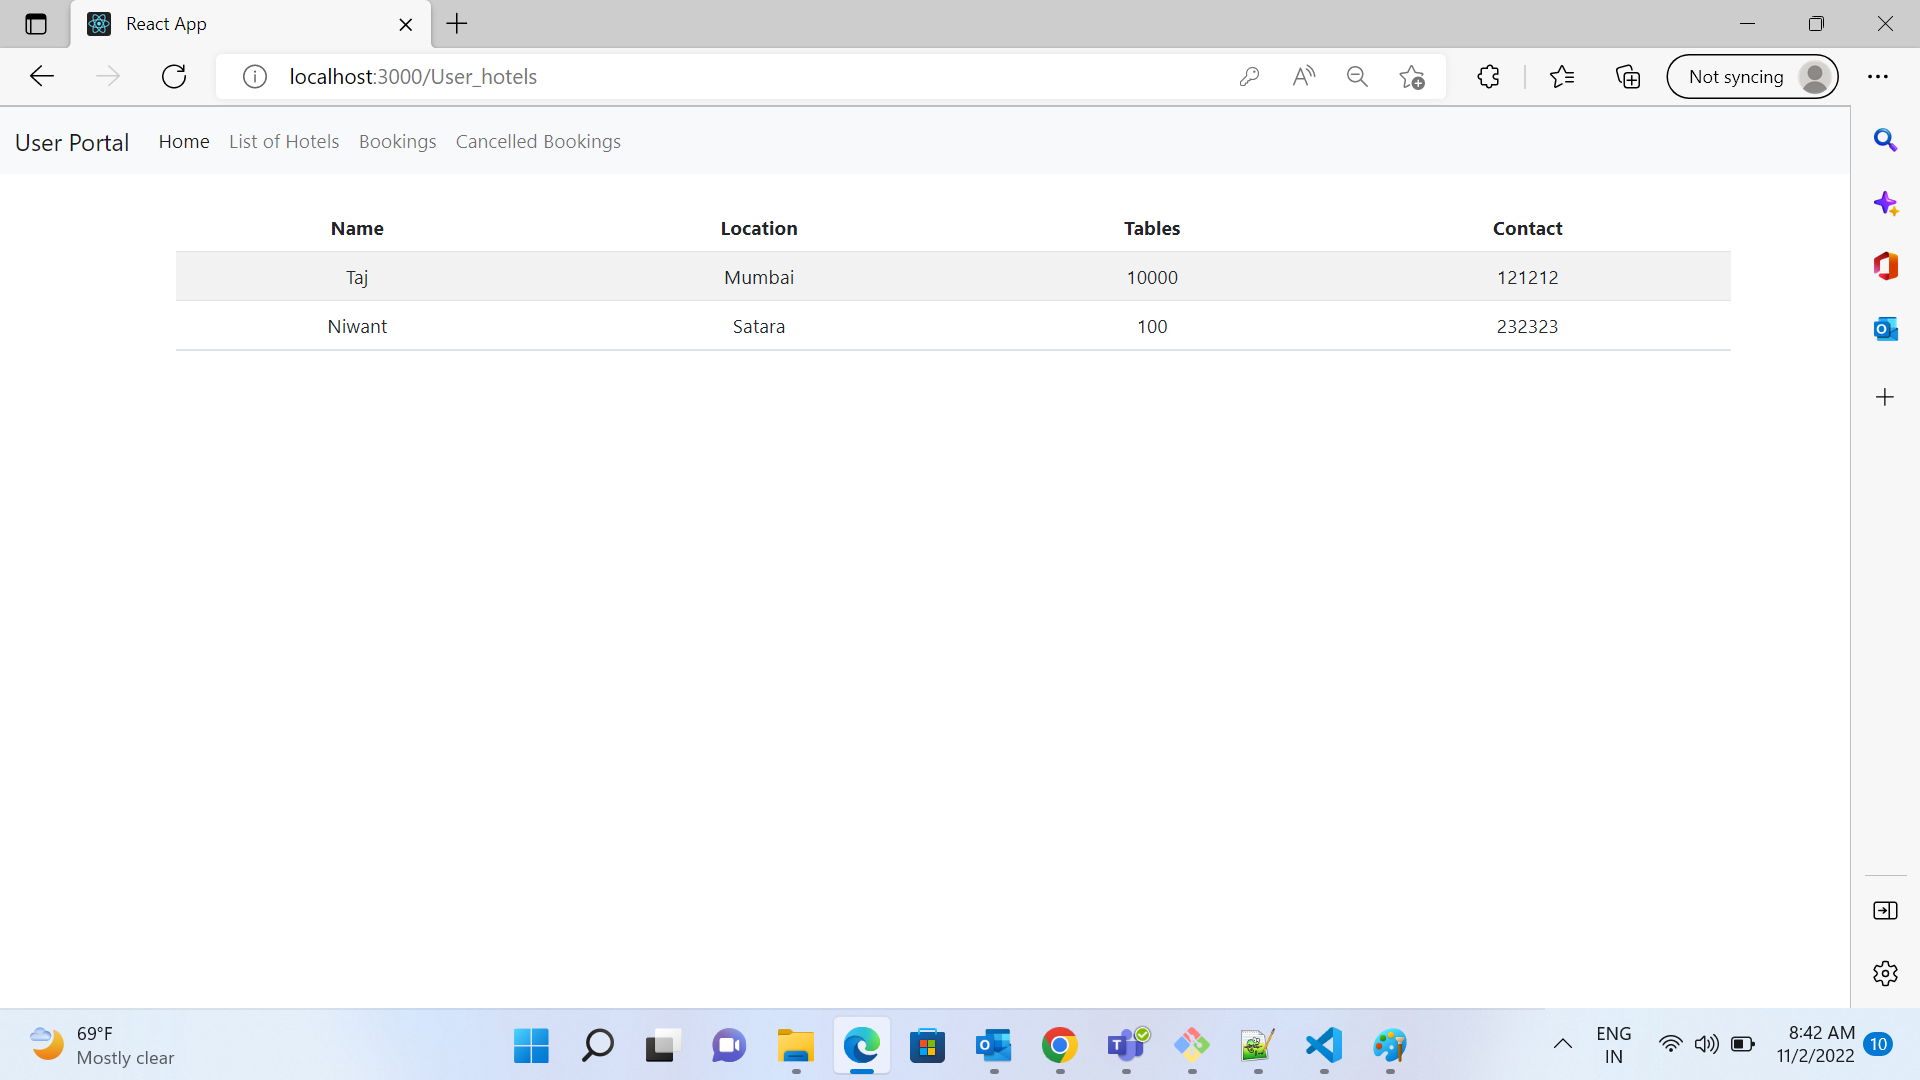 React App
localhost:3000/User_hotels
Not syncing
User Portal Home List of Hotels Bookings Cancelled Bookings
Name Location Tables Contact
Taj Mumbai 10000 121212
Niwant Satara 100 232323
69°F
Mostly clear
ENG
IN
8:42 AM
11/2/2022
10